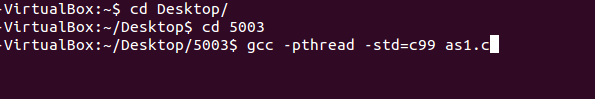 -VirtualBox:~$ cd Desktop/
-VirtualBox:~/Desktop$ cd 5003
-VirtualBox:~/Desktop/5003$ gcc -pthread -std=c99 as1.c